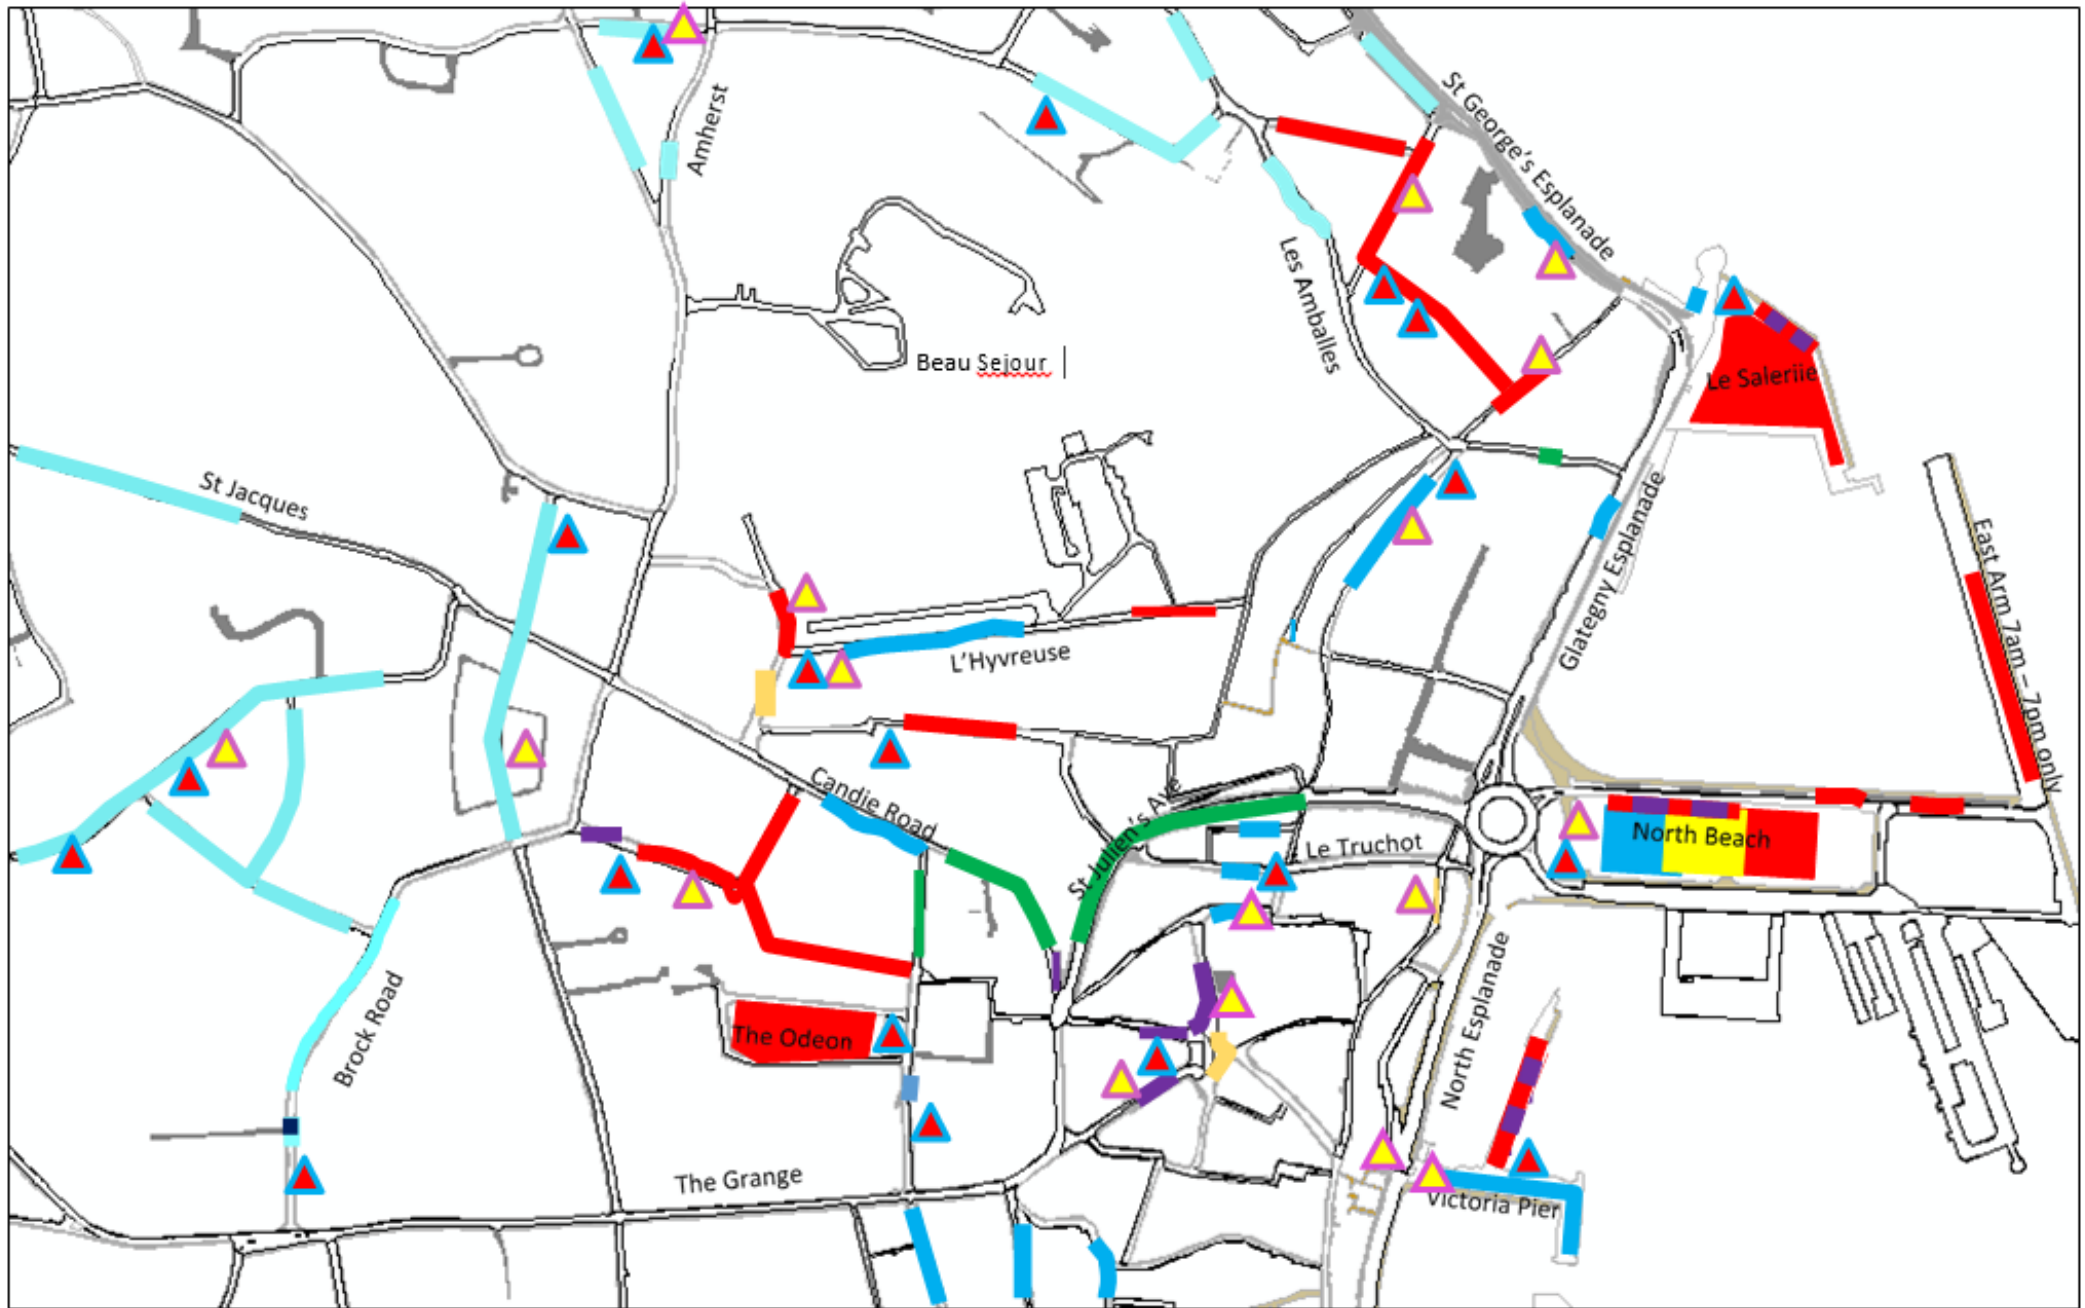 Amherst
St George's Esplanade
Les Amballes
Beau Sejour
Le Saleriie
St Jacques
East Arm 7am – 7pm only
Glategny Esplanade
L'Hyvreuse
Candie Road
St Julien's Ave
Le Truchot
North Beach
Brock Road
The Odeon
North Esplanade
The Grange
Victoria Pier